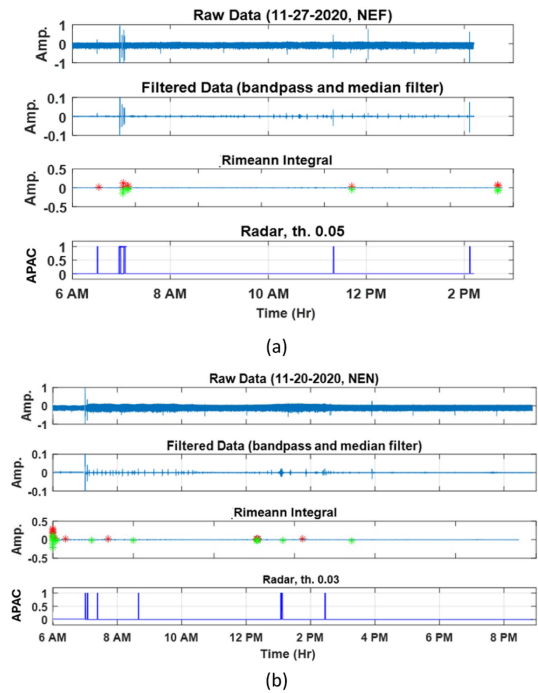 Raw Data (11-27-2020, NEF)
Amp.
1
0
-1
Filtered Data (bandpass and median filter)
Amp.
0.1
0
-0.1
Rimeann Integral
Amp.
0.5
0
-0.5
Radar, th. 0.05
APAC
1
0.5
0
6 AM 8 AM 10 AM 12 PM 2 PM
Time (Hr)
(a)
Raw Data (11-20-2020, NEN)
Amp.
1
0
-1
Filtered Data (bandpass and median filter)
Amp.
0.1
0
-0.1
Rimeann Integral
Amp.
0.5
0
-0.5
Radar, th. 0.03
APAC
1
0.5
0
6 AM 8 AM 10 AM 12 PM 2 PM 4 PM 6 PM 8 PM
Time (Hr)
(b)